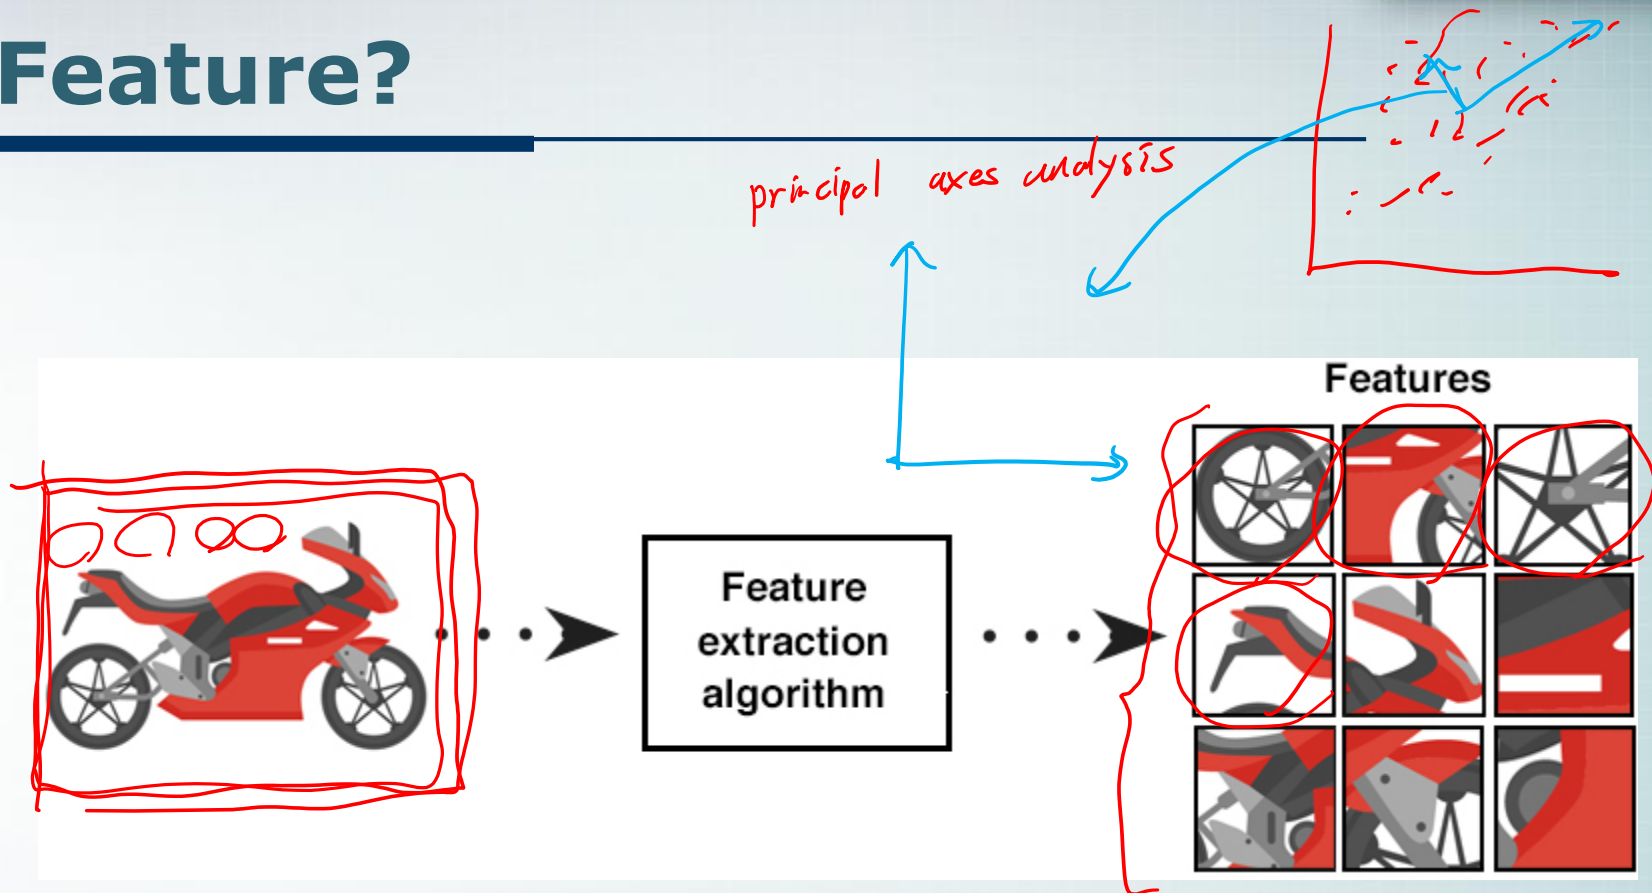 Feature?
principal axes analysis
Features
Feature
extraction
algorithm